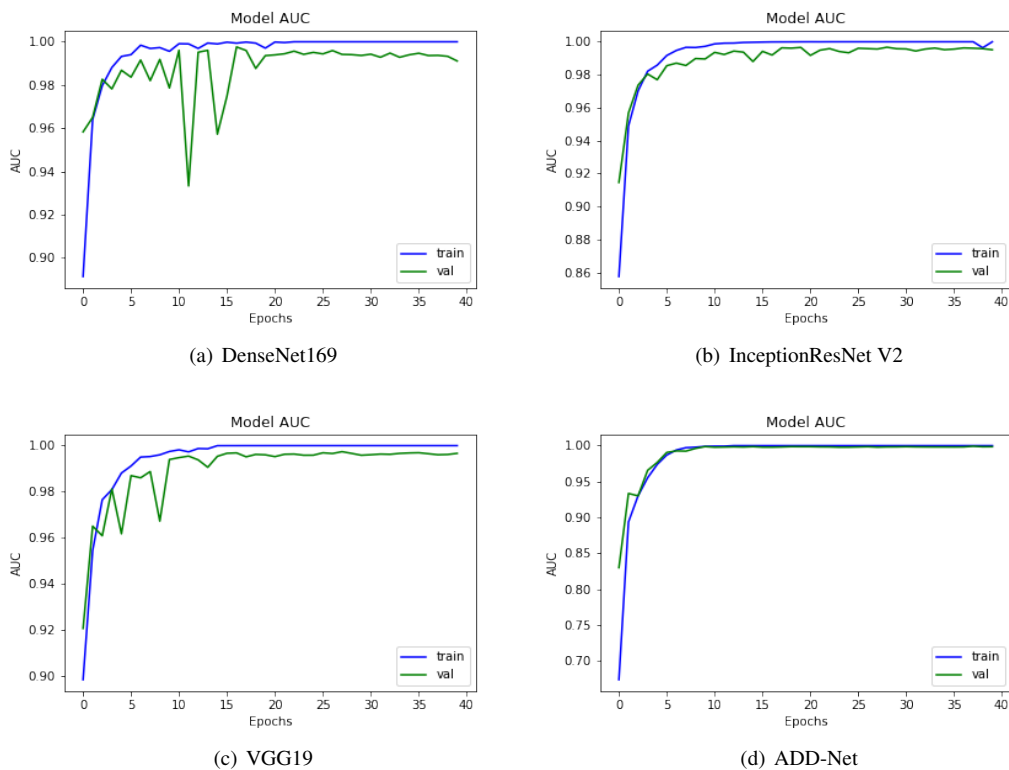 Model AUC
1.00
0.98
0.96
0.94
0.92
0.90
AUC
0 5 10 15 20 25 30 35 40
Epochs
train
val
(a) DenseNet169
Model AUC
1.00
0.98
0.96
0.94
0.92
0.90
0.88
0.86
AUC
0 5 10 15 20 25 30 35 40
Epochs
train
val
(b) InceptionResNet V2
Model AUC
1.00
0.98
0.96
0.94
0.92
0.90
AUC
0 5 10 15 20 25 30 35 40
Epochs
train
val
(c) VGG19
Model AUC
1.00
0.95
0.90
0.85
0.80
0.75
0.70
AUC
0 5 10 15 20 25 30 35 40
Epochs
train
val
(d) ADD-Net